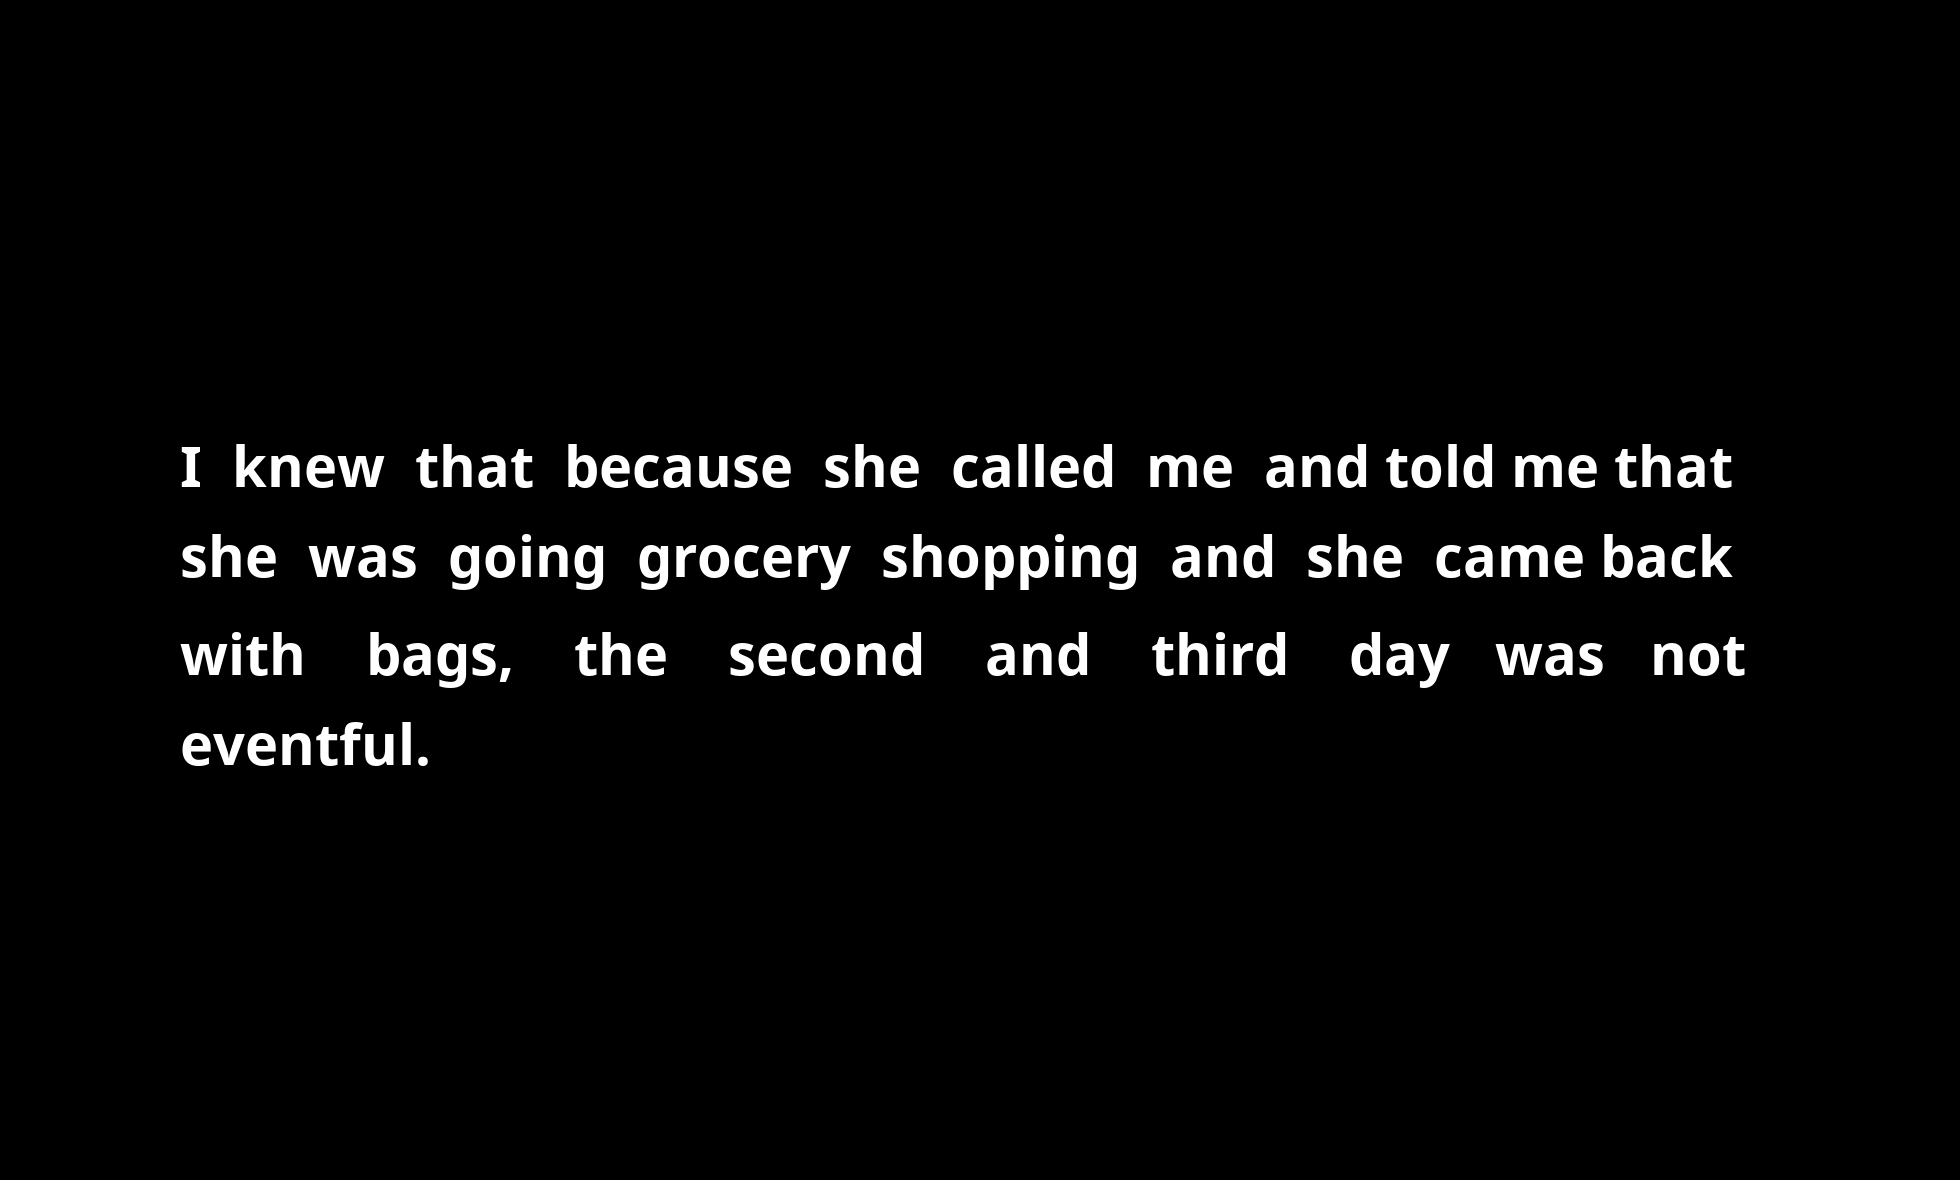 I knew that because she called me and told me that
she was going grocery shopping and she came back
with bags, the second and third day was not
eventful.